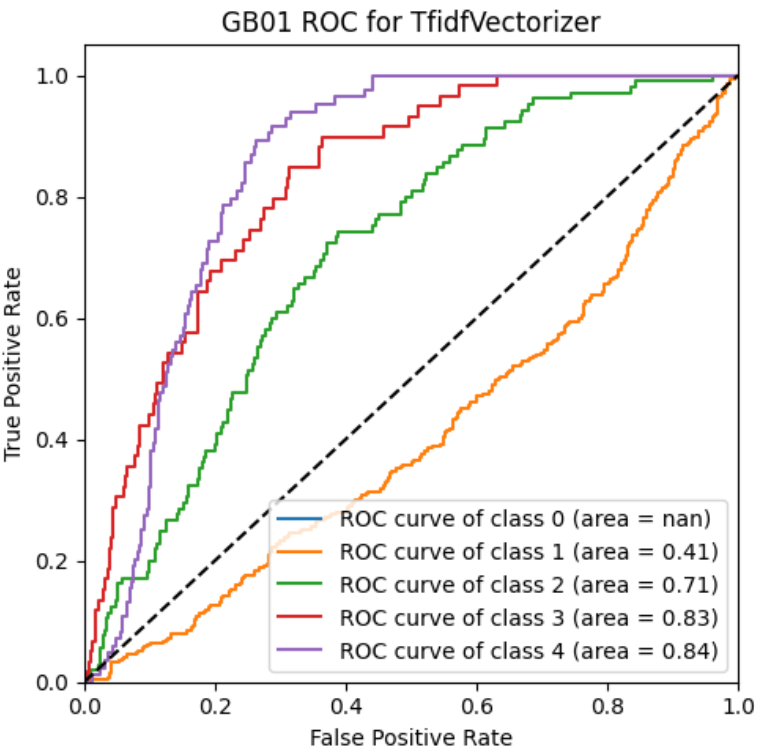 GB01 ROC for TfidfVectorizer
True Positive Rate
1.0
0.8
0.6
0.4
0.2
0.0
ROC curve of class 0 (area = nan)
ROC curve of class 1 (area = 0.41)
ROC curve of class 2 (area = 0.71)
ROC curve of class 3 (area = 0.83)
ROC curve of class 4 (area = 0.84)
0.0 0.2 0.4 0.6 0.8 1.0
False Positive Rate